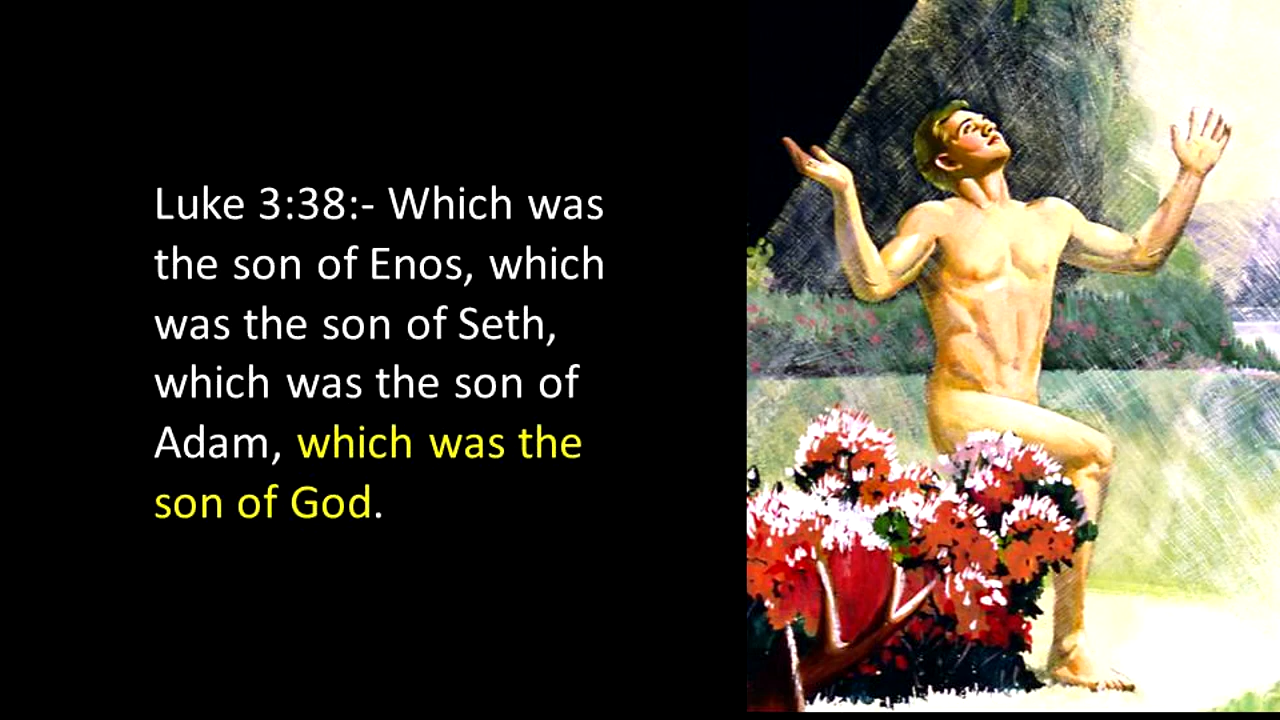 Luke 3:38:- Which was
the son of Enos, which
was the son of Seth,
which was the son of
Adam, which was the
son of God.